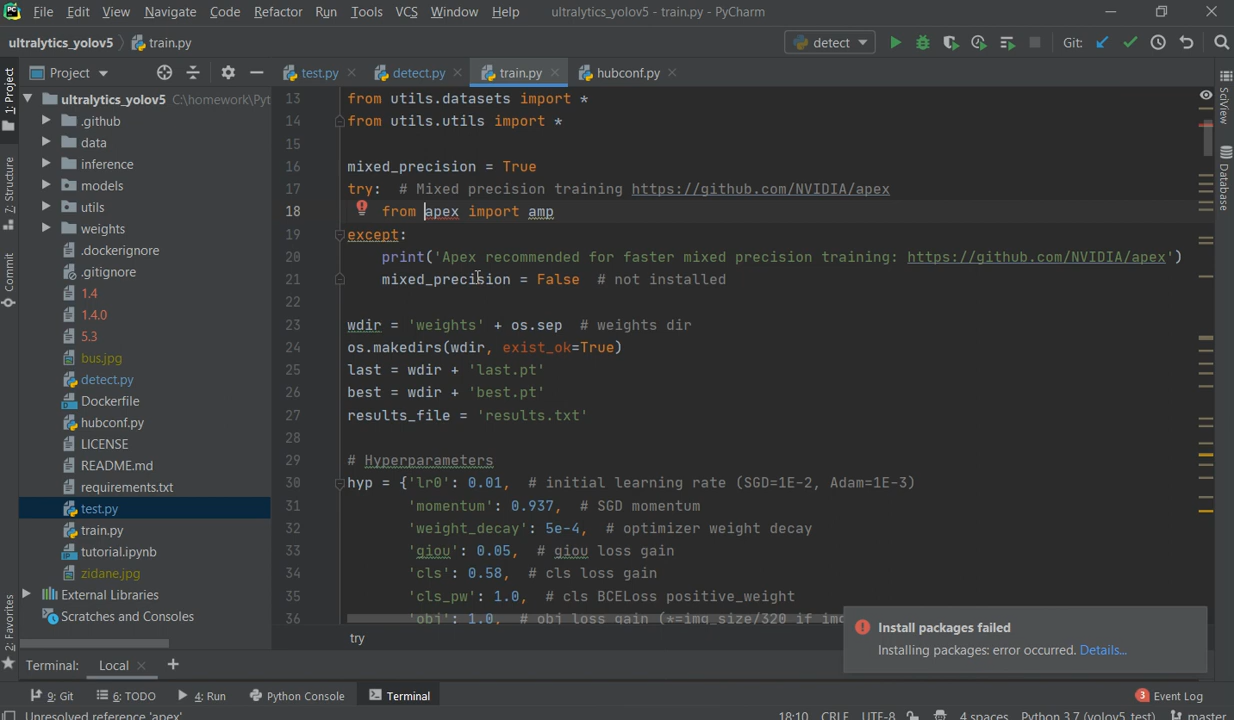 File Edit View Navigate Code Refactor Run Tools VCS Window Help ultralytics_yolov5 - train.py - PyCharm
ultralytics_yolov5 train.py detect Git:
Project test.py detect.py train.py hubconf.py
1: Project
7: Structure
Commit
2: Favorites
SciView
Database
ultralytics_yolov5 C:\homework\Pyt
.github
data
inference
models
utils
weights
.dockerignore
.gitignore
1.4
1.4.0
5.3
bus.jpg
detect.py
Dockerfile
hubconf.py
LICENSE
README.md
requirements.txt
test.py
train.py
tutorial.ipynb
zidane.jpg
External Libraries
Scratches and Consoles
13 from utils.datasets import *
14 from utils.utils import *
15
16 mixed_precision = True
17 try: # Mixed precision training https://github.com/NVIDIA/apex
18 from apex import amp
19 except:
20 print('Apex recommended for faster mixed precision training: https://github.com/NVIDIA/apex')
21 mixed_precision = False # not installed
22
23 wdir = 'weights' + os.sep # weights dir
24 os.makedirs(wdir, exist_ok=True)
25 last = wdir + 'last.pt'
26 best = wdir + 'best.pt'
27 results_file = 'results.txt'
28
29 # Hyperparameters
30 hyp = {'lr0': 0.01, # initial learning rate (SGD=1E-2, Adam=1E-3)
31 'momentum': 0.937, # SGD momentum
32 'weight_decay': 5e-4, # optimizer weight decay
33 'giou': 0.05, # giou loss gain
34 'cls': 0.58, # cls loss gain
35 'cls_pw': 1.0, # cls BCELoss positive_weight
36 'obj': 1.0, # obj loss gain (*=img_size/320 if img
try
Install packages failed
Installing packages: error occurred. Details...
Terminal: Local +
9: Git 6: TODO 4: Run Python Console Terminal 3 Event Log
Unresolved reference 'apex' 18:10 CRLF UTF-8 4 spaces Python 3.7 (yolov5_test) master